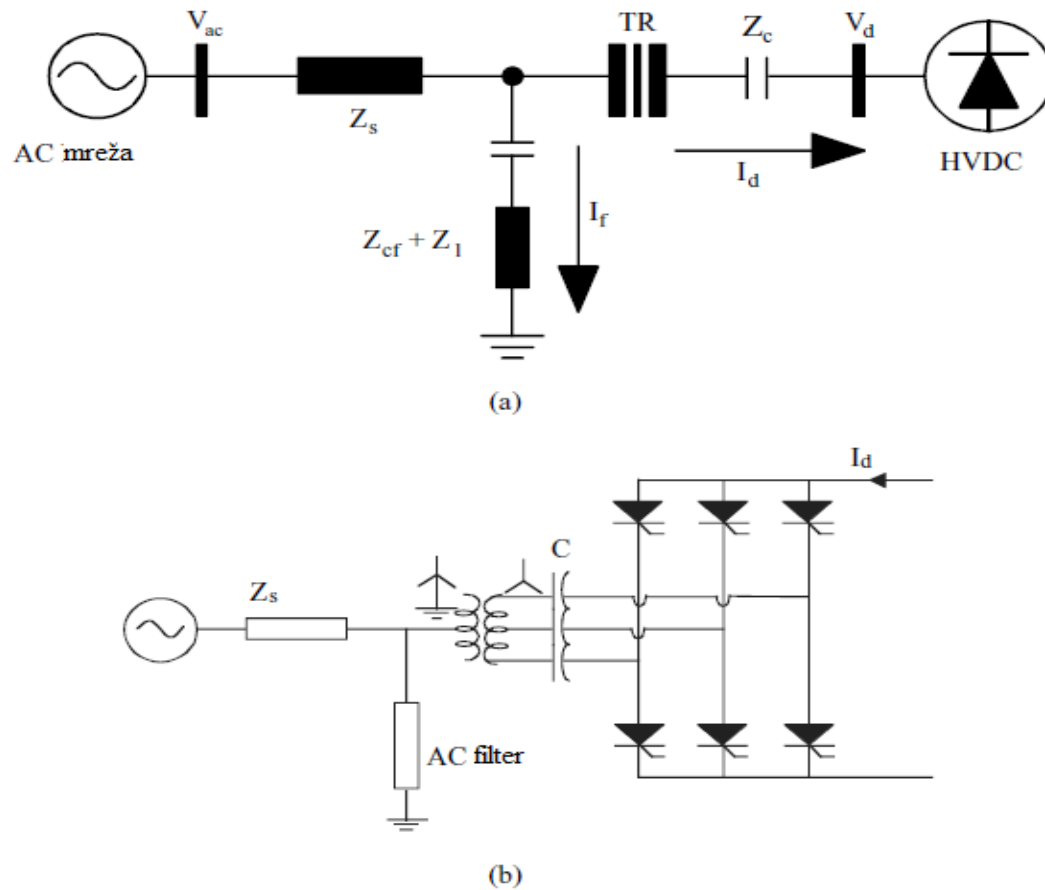 V_ac
TR
Z_c
V_d
Z_s
AC mreža
I_d
HVDC
I_f
Z_cf + Z_1
(a)
I_d
C
Z_s
AC filter
(b)